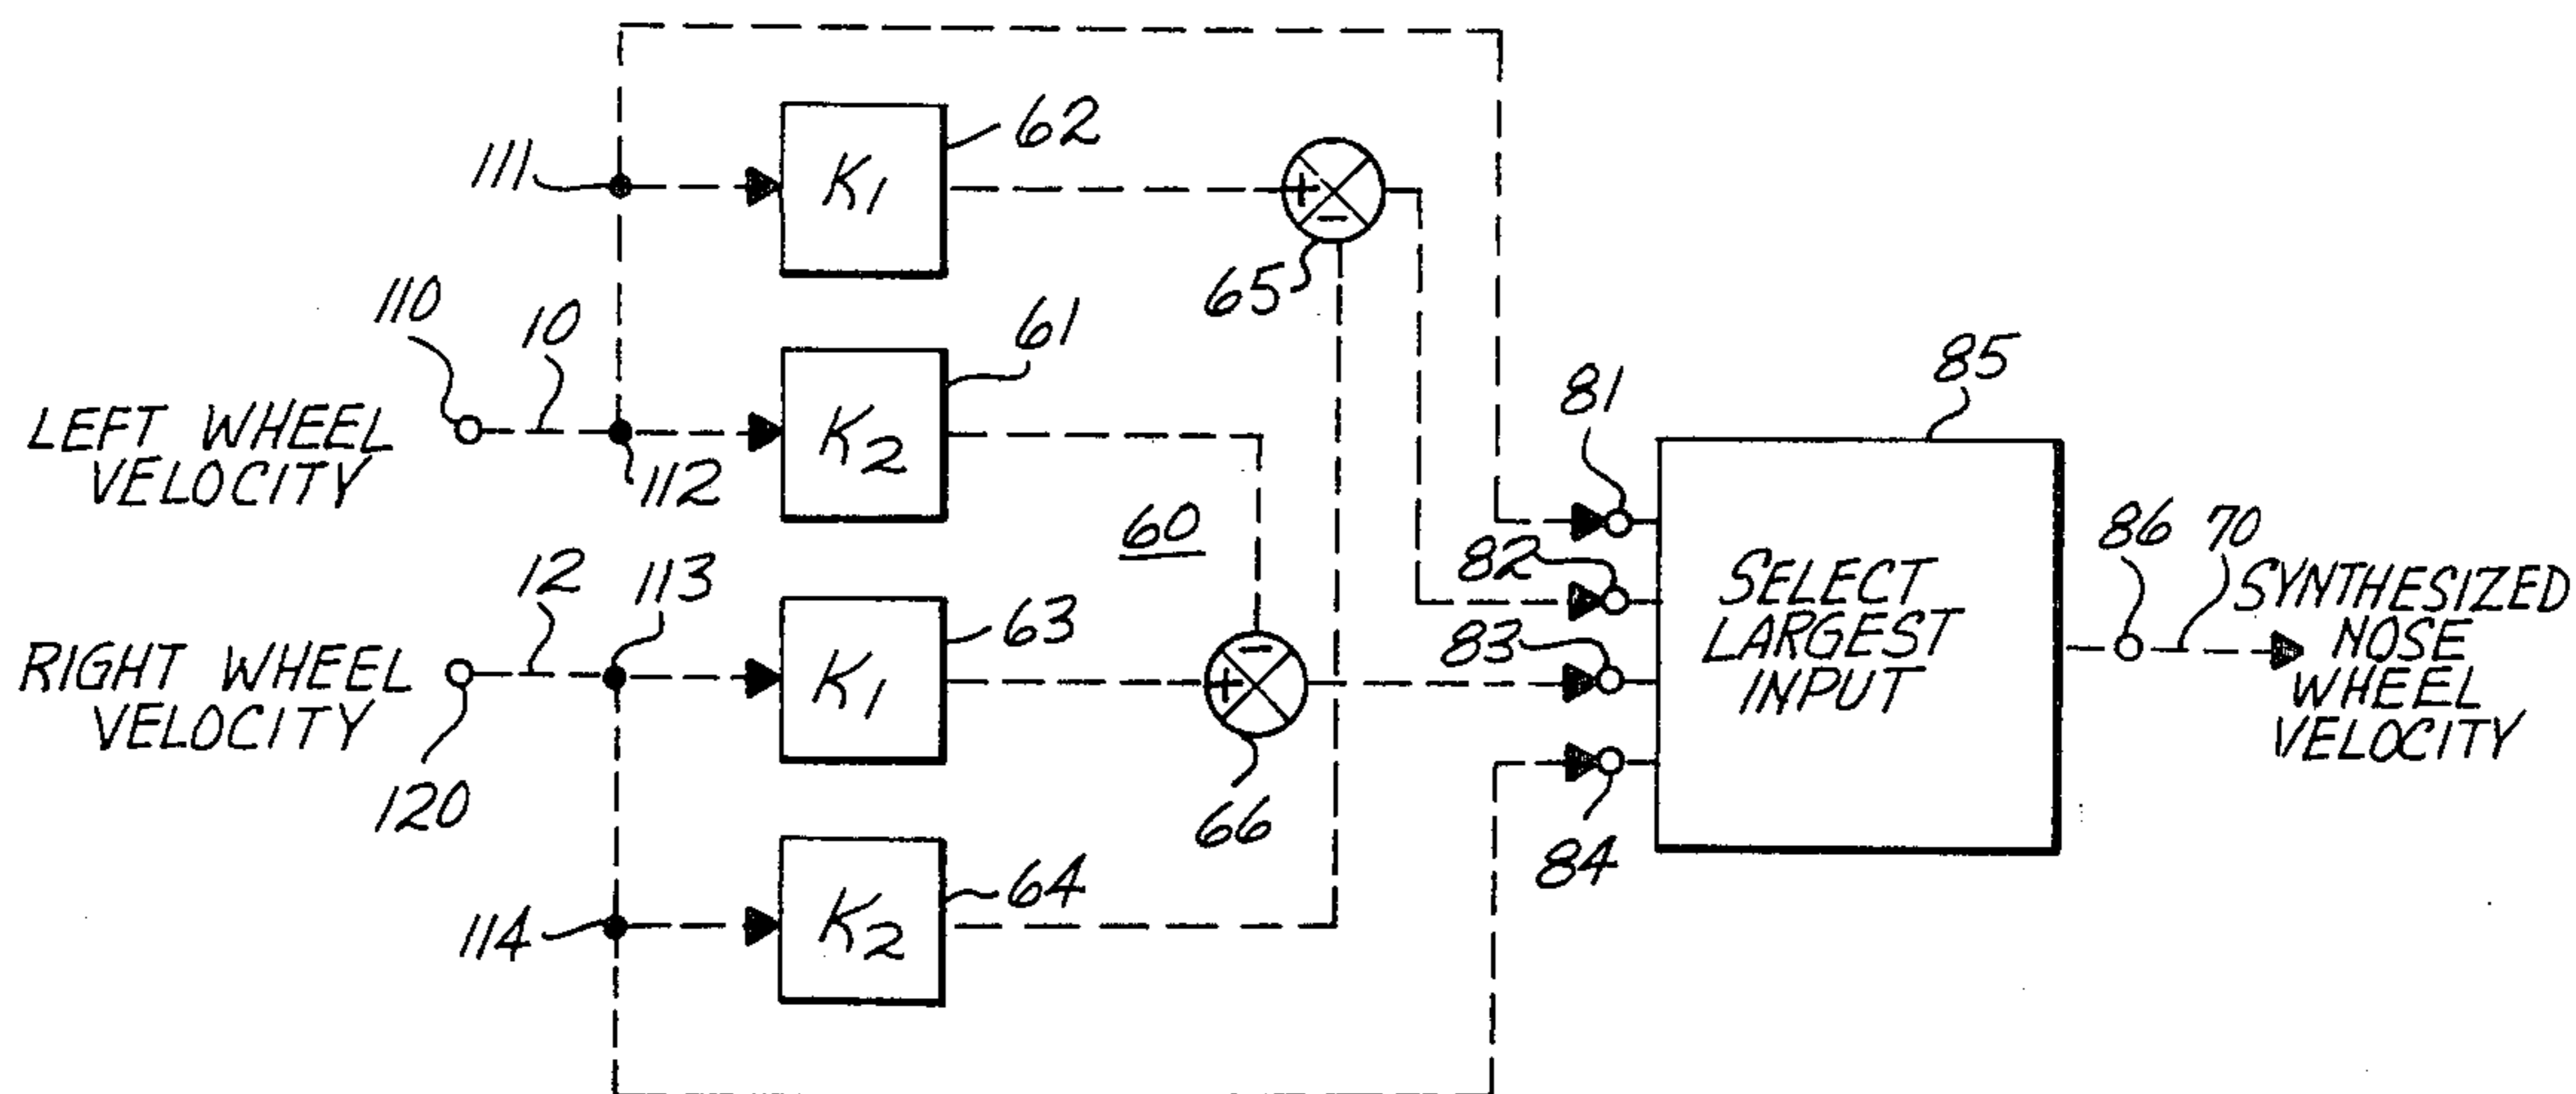 62
111
K1
+
−
65
110
10
61
81
85
LEFT WHEEL
VELOCITY
K2
112
60
82
SELECT
LARGEST
INPUT
86
70
SYNTHESIZED
NOSE
WHEEL
VELOCITY
12
113
63
83
RIGHT WHEEL
VELOCITY
K1
−
+
120
66
84
64
114
K2